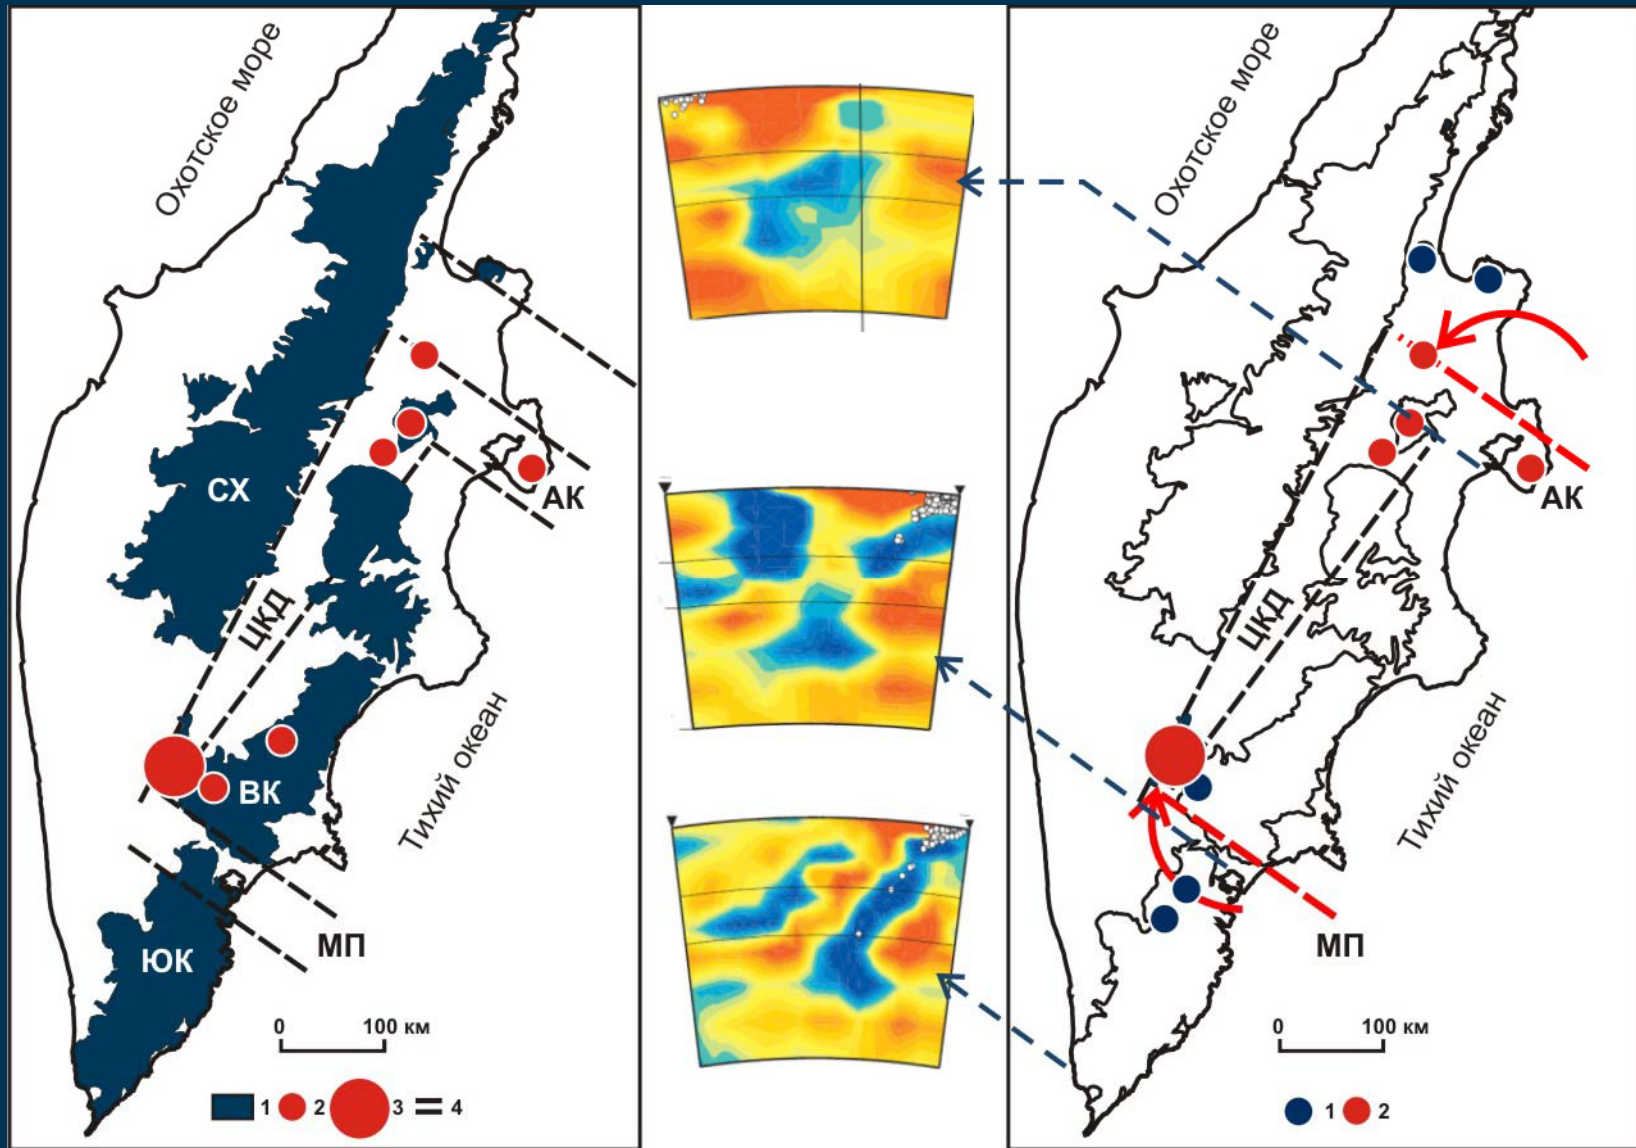 Охотское море
СХ
АК
ЦКД
ВК
Тихий океан
МП
ЮК
0 100 км
1 2 3 4
Охотское море
АК
ЦКД
Тихий океан
МП
0 100 км
1 2